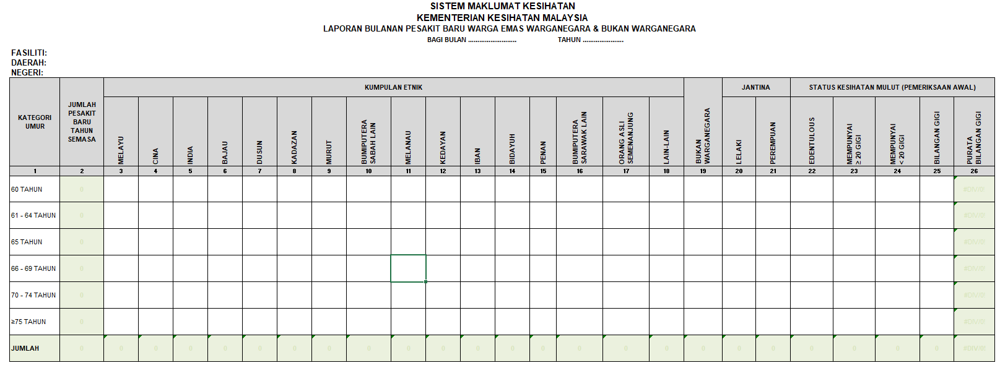 SISTEM MAKLUMAT KESIHATAN
KEMENTERIAN KESIHATAN MALAYSIA
LAPORAN BULANAN PESAKIT BARU WARGA EMAS WARGANEGARA & BUKAN WARGANEGARA
BAGI BULAN .......................... TAHUN ......................
FASILITI:
DAERAH:
NEGERI:
KATEGORI UMUR
JUMLAH PESAKIT BARU TAHUN SEMASA
KUMPULAN ETNIK
MELAYU
CINA
INDIA
BAJAU
DUSUN
KADAZAN
MURUT
BUMIPUTERA SABAH LAIN
MELANAU
KEDAYAN
IBAN
BIDAYUH
PENAN
BUMIPUTERA SARAWAK LAIN
ORANG ASLI SEMENANJUNG
LAIN-LAIN
BUKAN WARGANEGARA
JANTINA
LELAKI
PEREMPUAN
STATUS KESIHATAN MULUT (PEMERIKSAAN AWAL)
EDENTULOUS
MEMPUNYAI ≥ 20 GIGI
MEMPUNYAI < 20 GIGI
BILANGAN GIGI
PURATA BILANGAN GIGI
1 2 3 4 5 6 7 8 9 10 11 12 13 14 15 16 17 18 19 20 21 22 23 24 25 26
60 TAHUN 0 #DIV/0!
61 - 64 TAHUN 0 #DIV/0!
65 TAHUN 0 #DIV/0!
66 - 69 TAHUN 0 #DIV/0!
70 - 74 TAHUN 0 #DIV/0!
≥75 TAHUN 0 #DIV/0!
JUMLAH 0 0 0 0 0 0 0 0 0 0 0 0 0 0 0 0 0 0 0 0 0 0 0 0 #DIV/0!